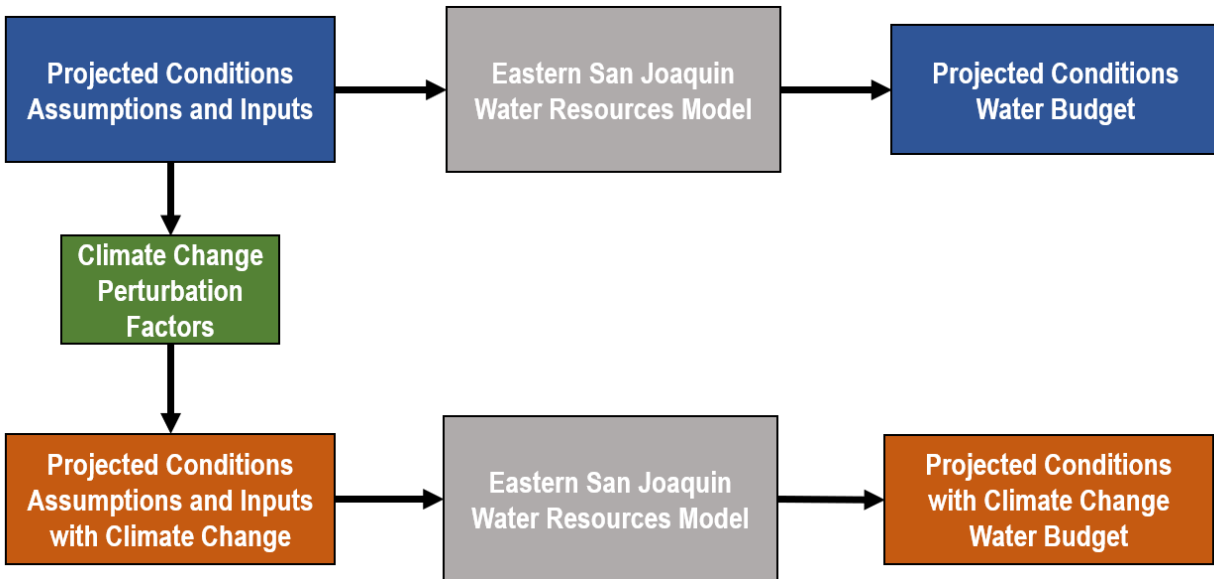 Projected Conditions
Assumptions and Inputs
Eastern San Joaquin
Water Resources Model
Projected Conditions
Water Budget
Climate Change
Perturbation
Factors
Projected Conditions
Assumptions and Inputs
with Climate Change
Eastern San Joaquin
Water Resources Model
Projected Conditions
with Climate Change
Water Budget